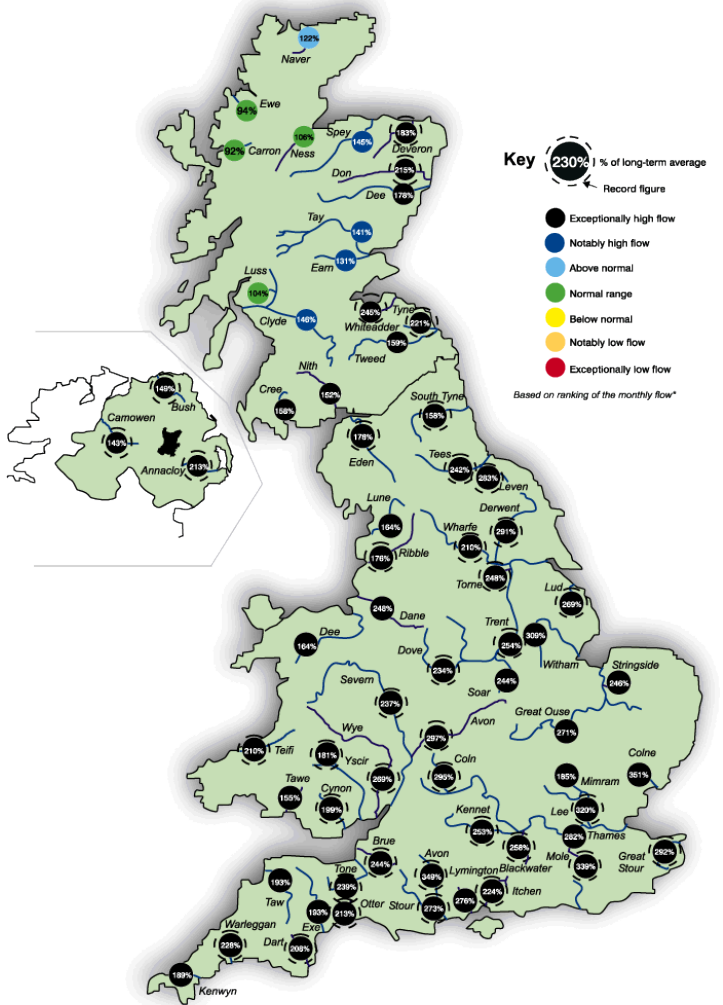 122%
Naver
94%
Ewe
92%
Carron
108%
Ness
Spey
146%
183%
Deveron
Don
215%
Dee
178%
Key
230%
% of long-term average
Record figure
Exceptionally high flow
Notably high flow
Above normal
Normal range
Below normal
Notably low flow
Exceptionally low flow
Based on ranking of the monthly flow*
Tay
141%
Earn
131%
Luss
104%
Clyde
146%
245%
Tyne
Whiteadder
221%
Tweed
159%
Nith
152%
Cree
158%
149%
Bush
Camowen
143%
Annacloy
213%
South Tyne
158%
178%
Eden
Tees
242%
283%
Leven
Lune
164%
Derwent
291%
Wharfe
210%
176%
Ribble
Torne
248%
Lud
269%
248%
Dane
Dee
164%
Trent
254%
309%
Witham
Dove
234%
Soar
244%
Stringside
246%
Severn
237%
Great Ouse
271%
Wye
Avon
297%
210%
Teifi
181%
Yscir
269%
Coln
295%
Colne
351%
185%
Mimram
Tawe
155%
Cynon
199%
Lee
320%
Kennet
253%
282%
Thames
258%
Blackwater
Mole
339%
Great
Stour
292%
Brue
244%
Avon
349%
Lymington
276%
224%
Itchen
Tone
239%
193%
Taw
Otter
213%
Stour
273%
193%
Exe
Warleggan
228%
Dart
208%
189%
Kenwyn